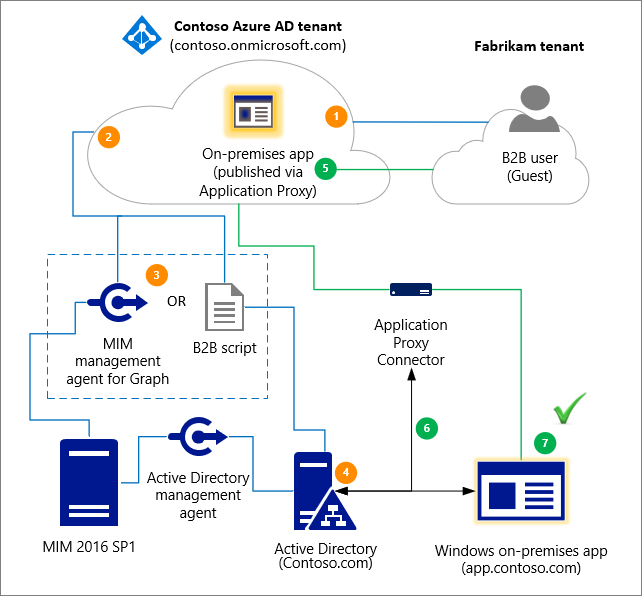 Contoso Azure AD tenant
(contoso.onmicrosoft.com)
Fabrikam tenant
1
2
On-premises app
(published via
Application Proxy)
5
B2B user
(Guest)
3
OR
MIM
management
agent for Graph
B2B script
Application
Proxy
Connector
6
7
4
Active Directory
management
agent
MIM 2016 SP1
Active Directory
(Contoso.com)
Windows on-premises app
(app.contoso.com)